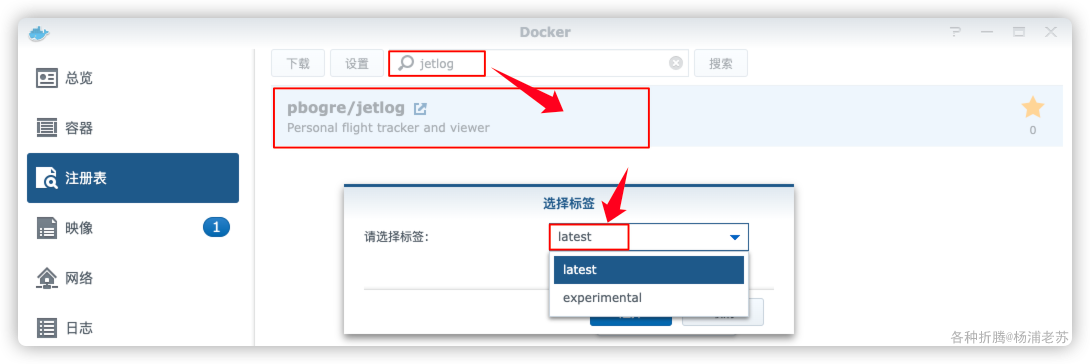 Docker
总览
容器
注册表
映像
1
网络
日志
下载
设置
jetlog
搜索
pbogre/jetlog
Personal flight tracker and viewer
0
选择标签
请选择标签:
latest
latest
experimental
各种折腾@杨浦老苏